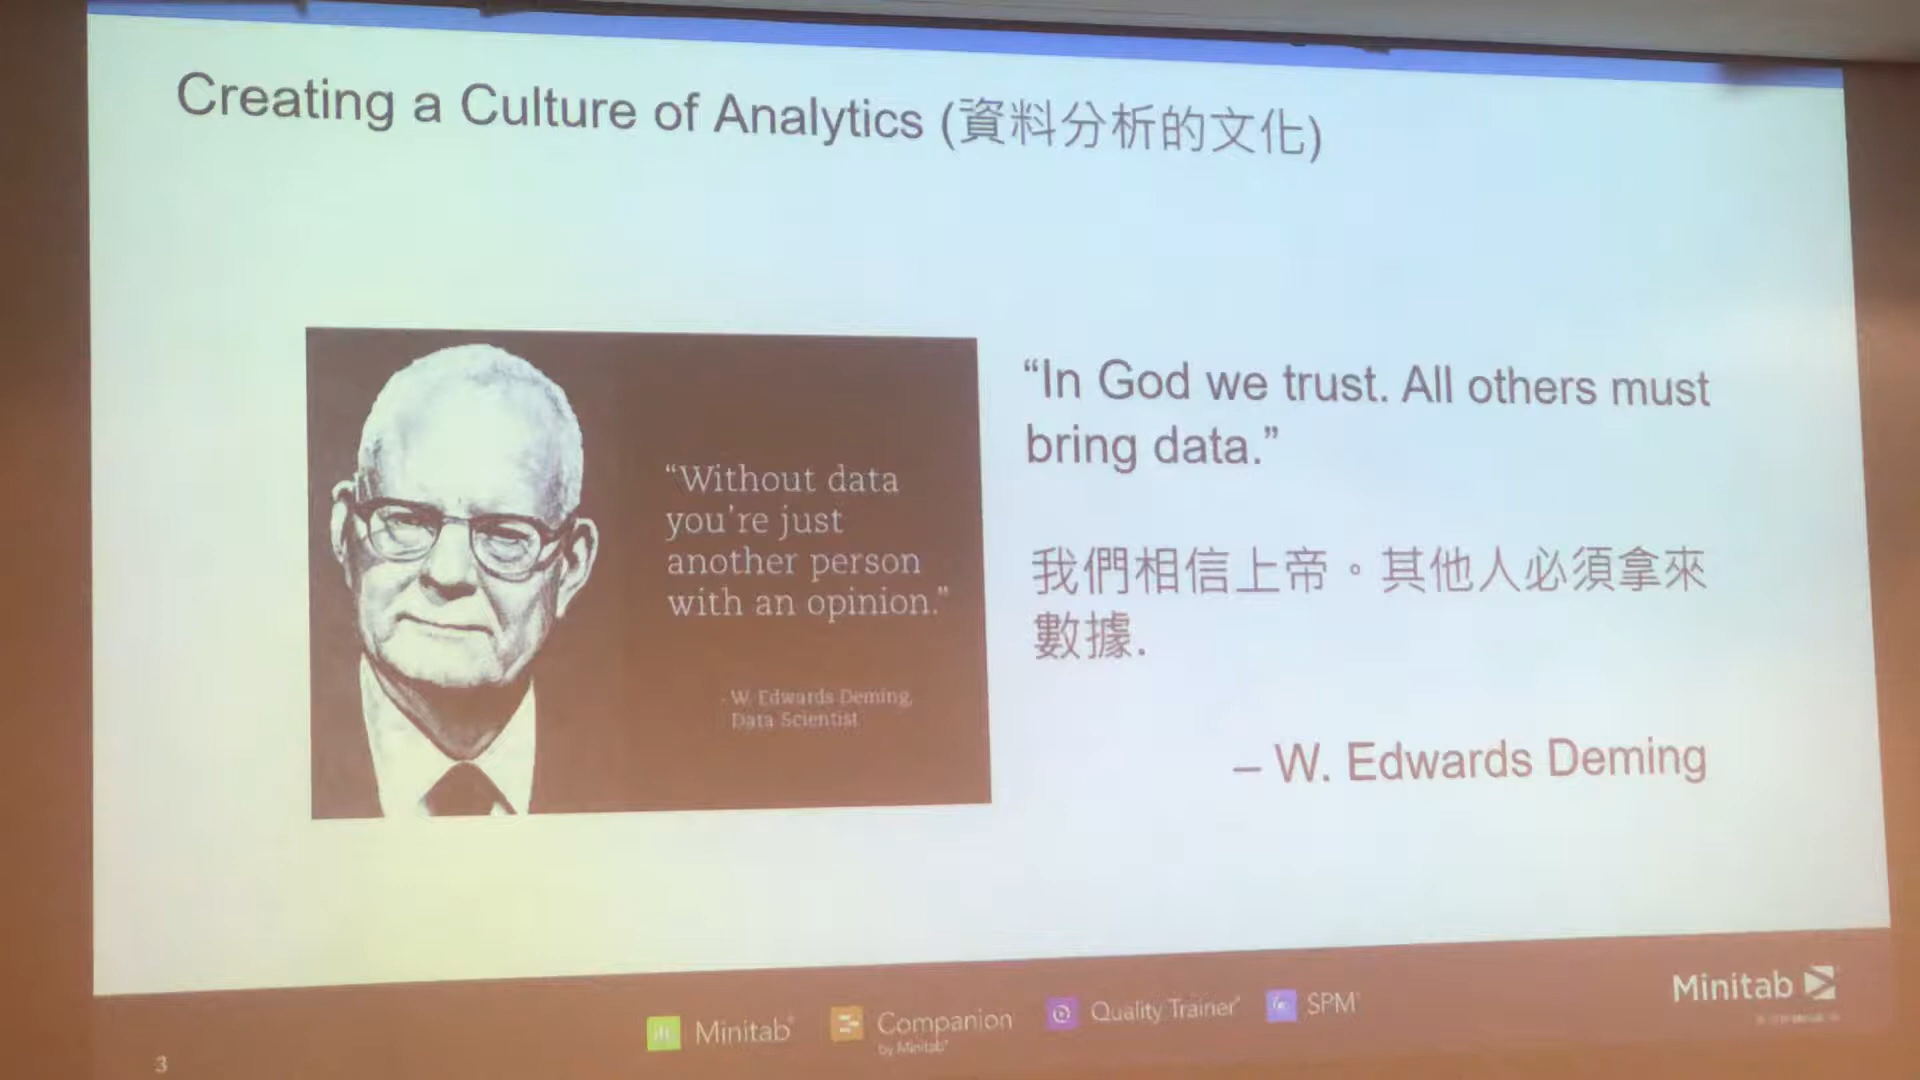 Creating a Culture of Analytics (資料分析的文化)
“Without data
you're just
another person
with an opinion.”
- W. Edwards Deming,
Data Scientist
“In God we trust. All others must
bring data.”
我們相信上帝。其他人必須拿來
數據.
– W. Edwards Deming
Minitab®
Companion
by Minitab®
Quality Trainer®
SPM®
Minitab
3